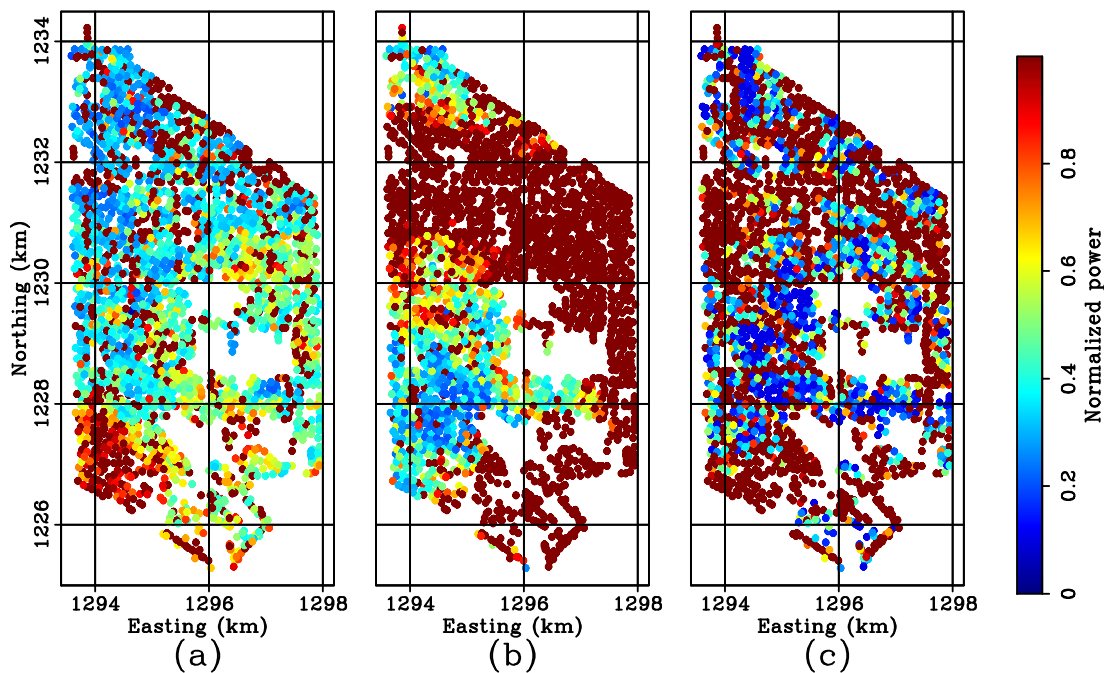 1234
1232
1230
1228
1226
Northing (km)
1294 1296 1298
Easting (km)
(a)
1294 1296 1298
Easting (km)
(b)
1294 1296 1298
Easting (km)
(c)
0.8
0.6
0.4
0.2
0
Normalized power